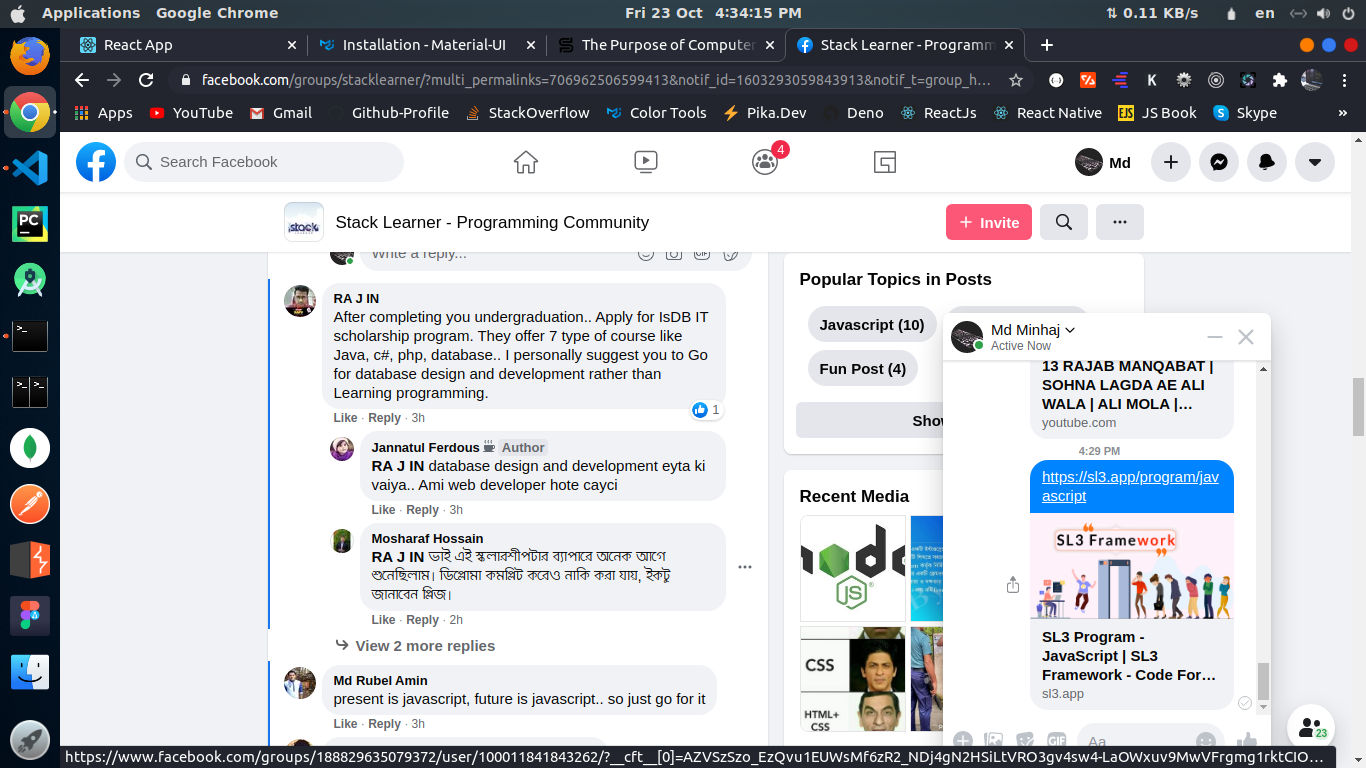 Applications Google Chrome Fri 23 Oct 4:34:15 PM 0.11 KB/s en
React App
Installation - Material-UI
The Purpose of Computer
Stack Learner - Programm
facebook.com/groups/stacklearner/?multi_permalinks=706962506599413&notif_id=1603293059843913&notif_t=group_h…
Apps YouTube Gmail Github-Profile StackOverflow Color Tools Pika.Dev Deno ReactJs React Native JS Book Skype »
Search Facebook
4
Md
Stack Learner - Programming Community
Invite
Write a reply...
RA J IN
After completing you undergraduation.. Apply for IsDB IT
scholarship program. They offer 7 type of course like
Java, c#, php, database.. I personally suggest you to Go
for database design and development rather than
Learning programming.
1
Like · Reply · 3h
Jannatul Ferdous Author
RA J IN database design and development eyta ki
vaiya.. Ami web developer hote cayci
Like · Reply · 3h
Mosharaf Hossain
RA J IN ভাই এই স্কলারশীপটার ব্যাপারে অনেক আগে
শুনেছিলাম। ডিপ্লোমা কমপ্লিট করেও নাকি করা যায়, ইকটু
জানাবেন প্লিজ।
Like · Reply · 2h
View 2 more replies
Md Rubel Amin
present is javascript, future is javascript.. so just go for it
Like · Reply · 3h
Popular Topics in Posts
Javascript (10)
Fun Post (4)
Recent Media
JS
CSS
HTML+
CSS
Md Minhaj
Active Now
13 RAJAB MANQABAT |
SOHNA LAGDA AE ALI
WALA | ALI MOLA |…
youtube.com
4:29 PM
https://sl3.app/program/jav
ascript
SL3 Framework
SL3 Program -
JavaScript | SL3
Framework - Code For…
sl3.app
GIF
Aa
23
https://www.facebook.com/groups/188829635079372/user/100011841843262/?__cft__[0]=AZVSzSzo_EzQvu1EUWsMf6zR2_NDj4gN2HSiLtVRO3gv4sw4-LaOWxuv9MwVFrgmg1rktCIO…